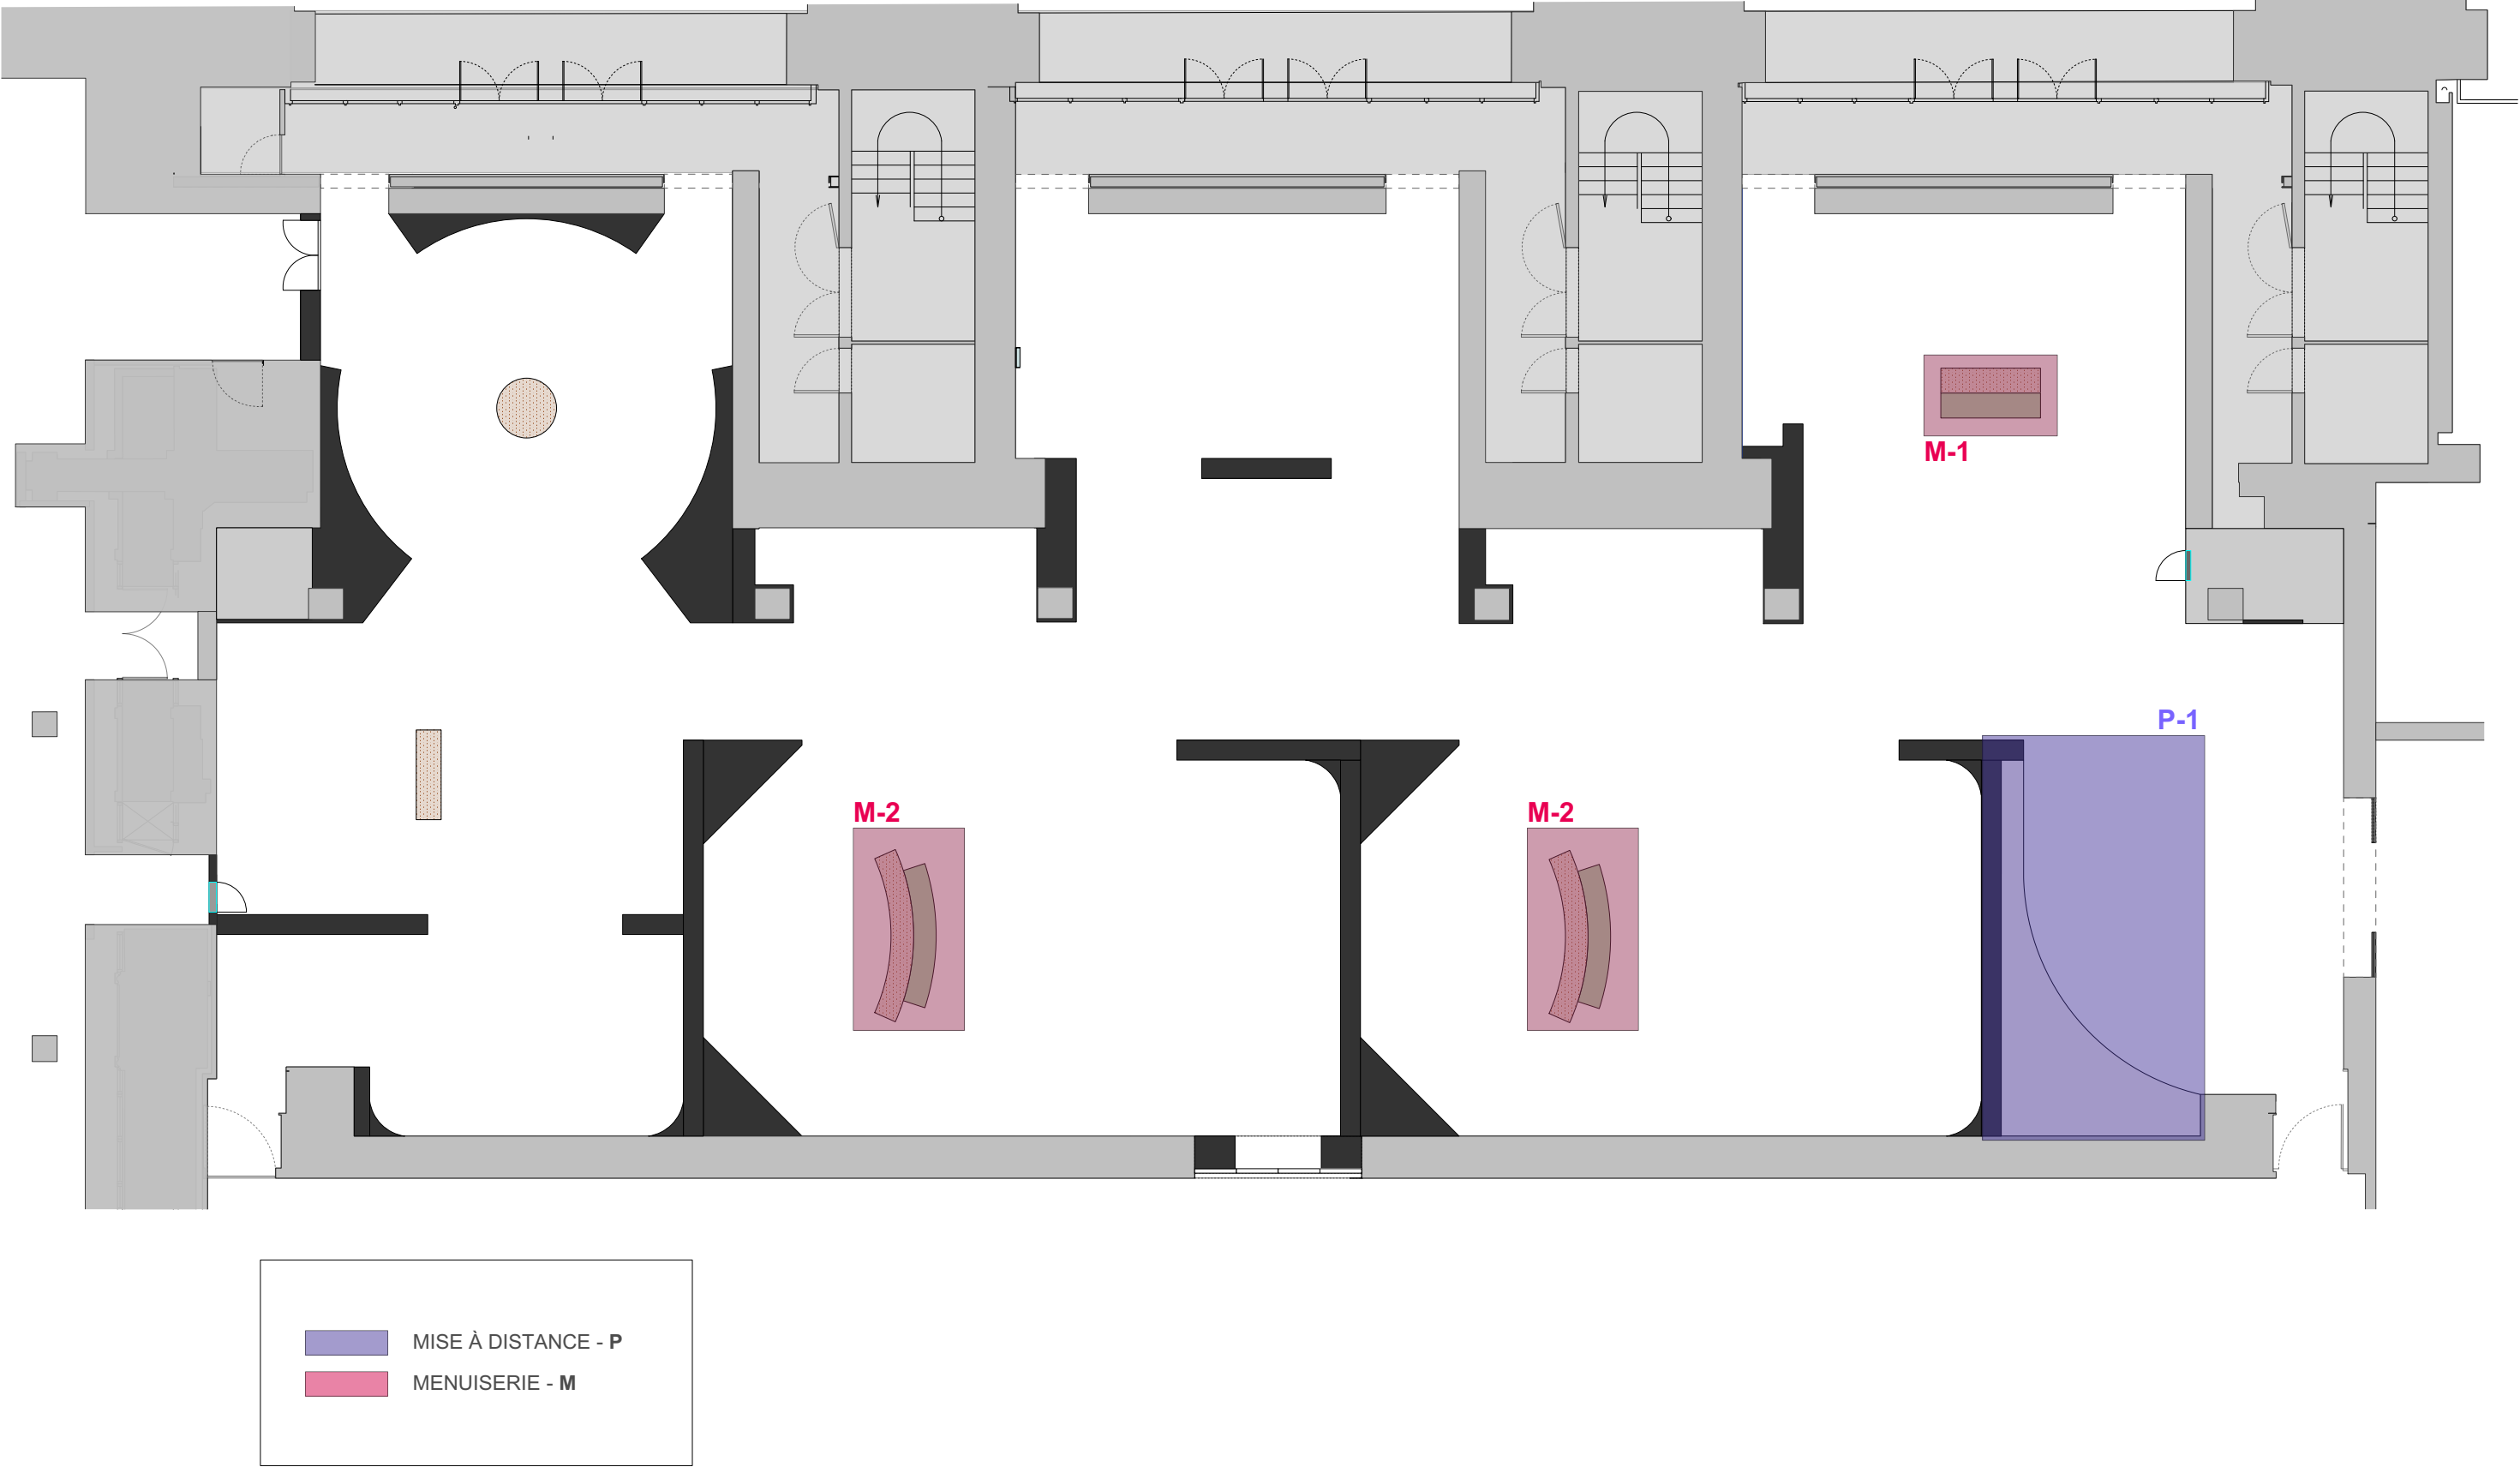 M-1
P-1
M-2
M-2
MISE À DISTANCE - P
MENUISERIE - M